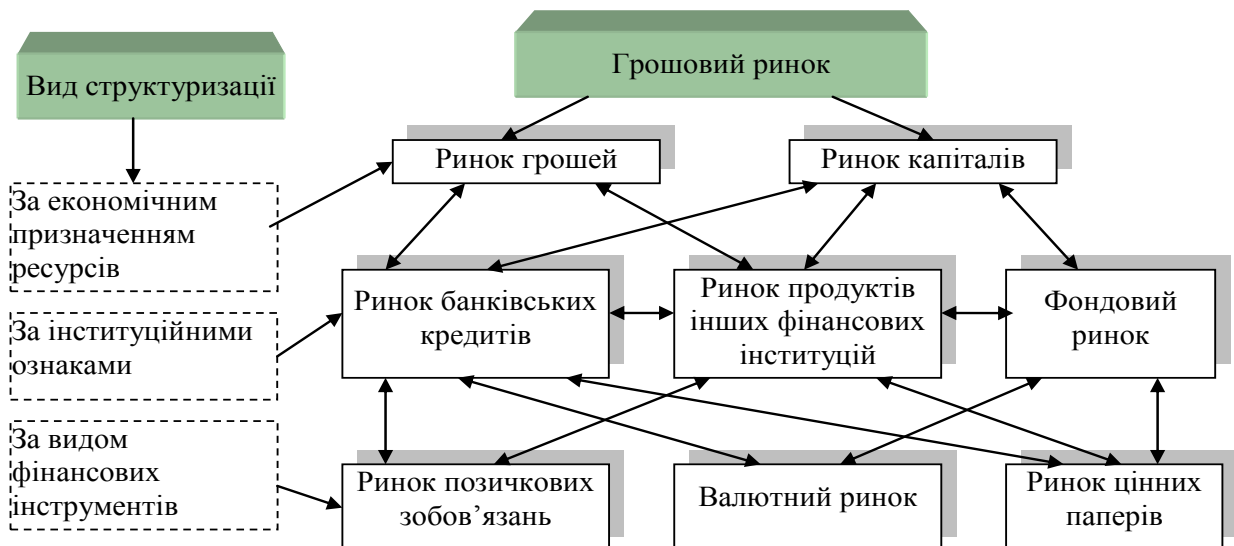 Вид структуризації
Грошовий ринок
Ринок грошей
Ринок капіталів
За економічним
призначенням
ресурсів
Ринок банківських
кредитів
Ринок продуктів
інших фінансових
інституцій
Фондовий
ринок
За інституційними
ознаками
За видом
фінансових
інструментів
Ринок позичкових
зобов’язань
Валютний ринок
Ринок цінних
паперів